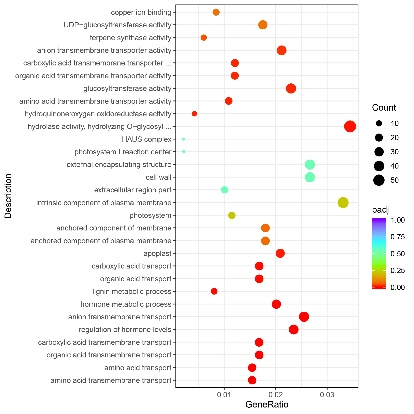 copper ion binding
UDP−glucosyltransferase activity
terpene synthase activity
anion transmembrane transporter activity
carboxylic acid transmembrane transporter ...
organic acid transmembrane transporter activity
glucosyltransferase activity
amino acid transmembrane transporter activity
hydroquinone:oxygen oxidoreductase activity
hydrolase activity, hydrolyzing O−glycosyl ...
HAUS complex
photosystem I reaction center
external encapsulating structure
cell wall
extracellular region part
intrinsic component of plasma membrane
photosystem
anchored component of membrane
anchored component of plasma membrane
apoplast
carboxylic acid transport
organic acid transport
lignin metabolic process
hormone metabolic process
anion transmembrane transport
regulation of hormone levels
carboxylic acid transmembrane transport
organic acid transmembrane transport
amino acid transport
amino acid transmembrane transport
Description
0.01 0.02 0.03
GeneRatio
Count
10
20
30
40
50
padj
1.00
0.75
0.50
0.25
0.00